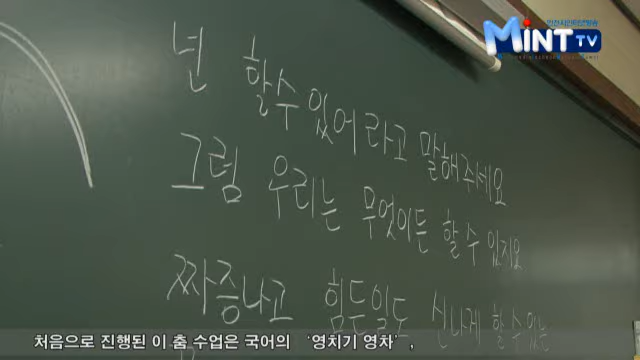 MINT TV
넌 할수 있어 라고 말해주세요
그럼 우리는 무엇이든 할수 있지요
짜증나고 힘든일도 신나게 할수있는
처음으로 진행된 이 춤 수업은 국어의 ‘영치기 영차’,